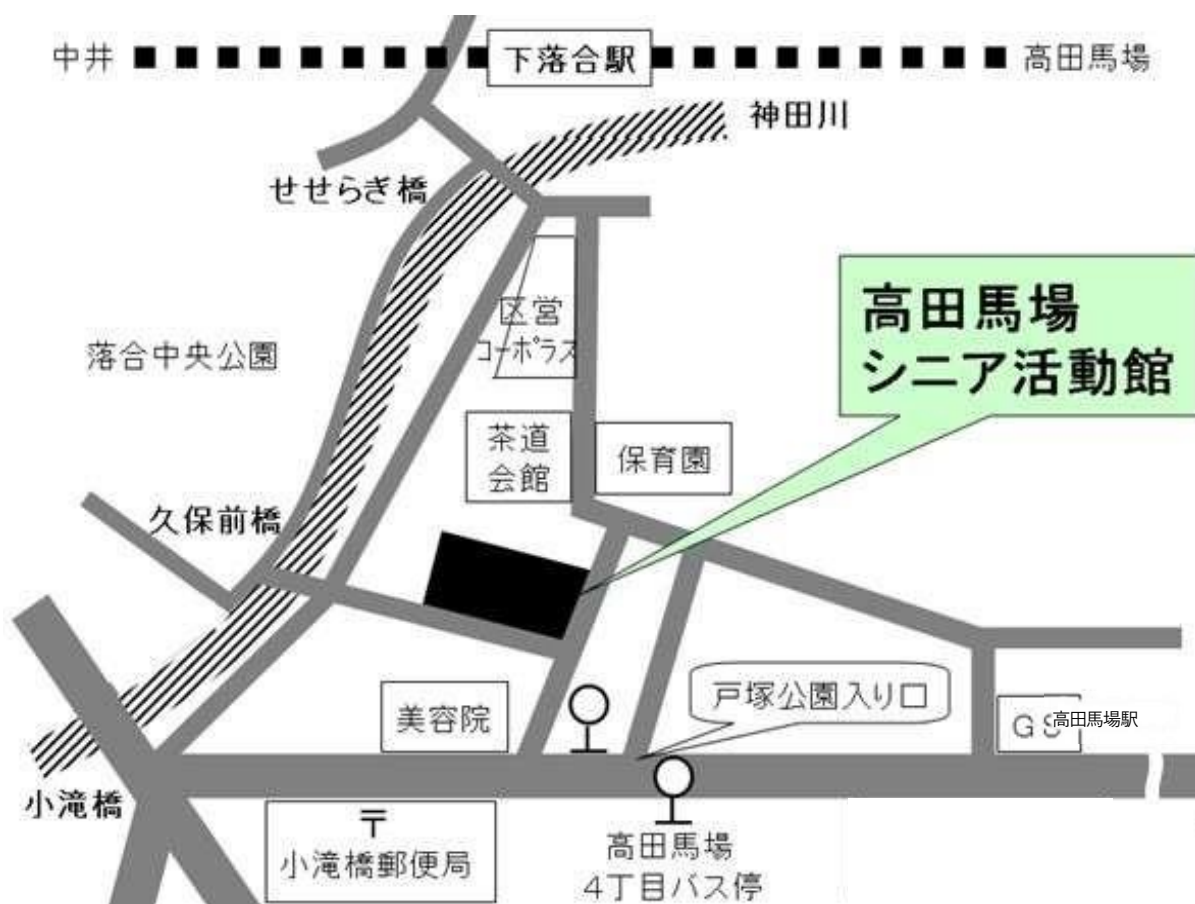 中井
下落合駅
高田馬場
神田川
せせらぎ橋
区営
コーポラス
高田馬場
シニア活動館
落合中央公園
茶道
会館
保育園
久保前橋
美容院
戸塚公園入り口
GS
高田馬場駅
小滝橋
〒
小滝橋郵便局
高田馬場
4丁目バス停